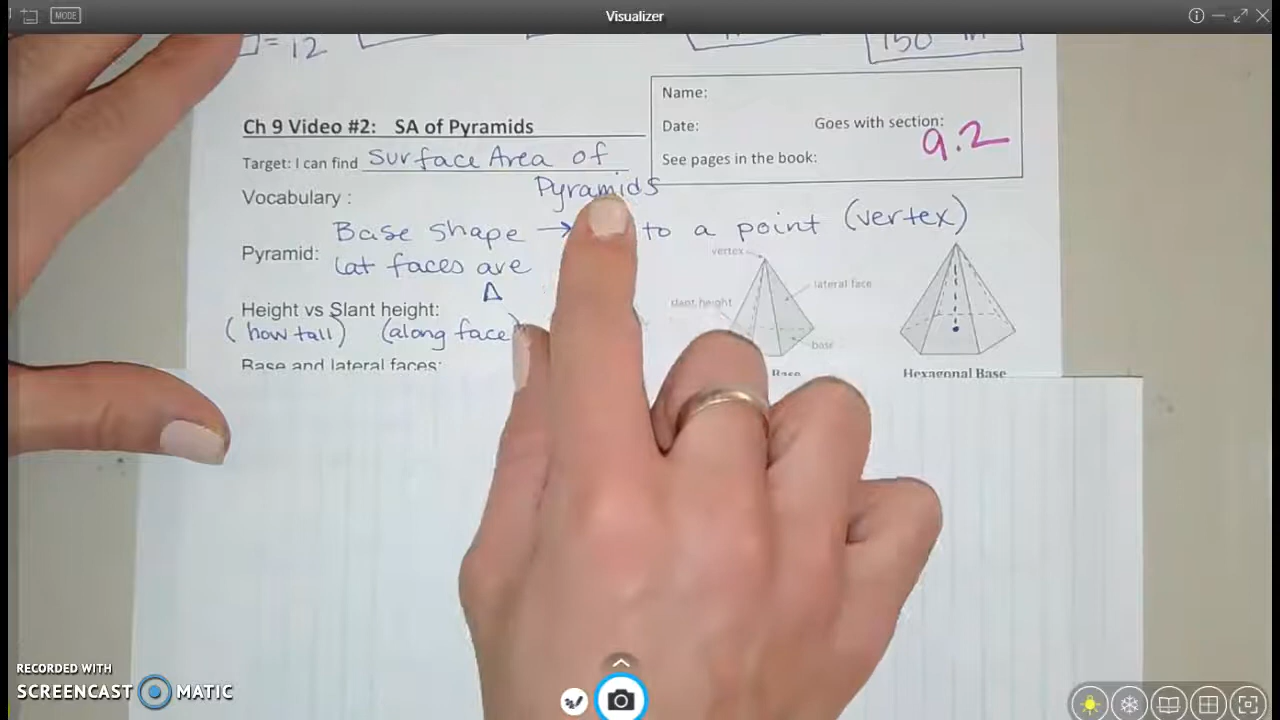 MODE
Visualizer
= 12
150 in
Ch 9 Video #2: SA of Pyramids
Name:
Date:
Goes with section:
9.2
See pages in the book:
Target: I can find Surface Area of
Pyramids
Vocabulary :
Base shape → to a point (vertex)
Pyramid:
Lat faces are
Δ
vertex
lateral face
slant height
base
Height vs Slant height:
(how tall) (along face)
Base and lateral faces:
Base
Hexagonal Base
RECORDED WITH
SCREENCAST MATIC